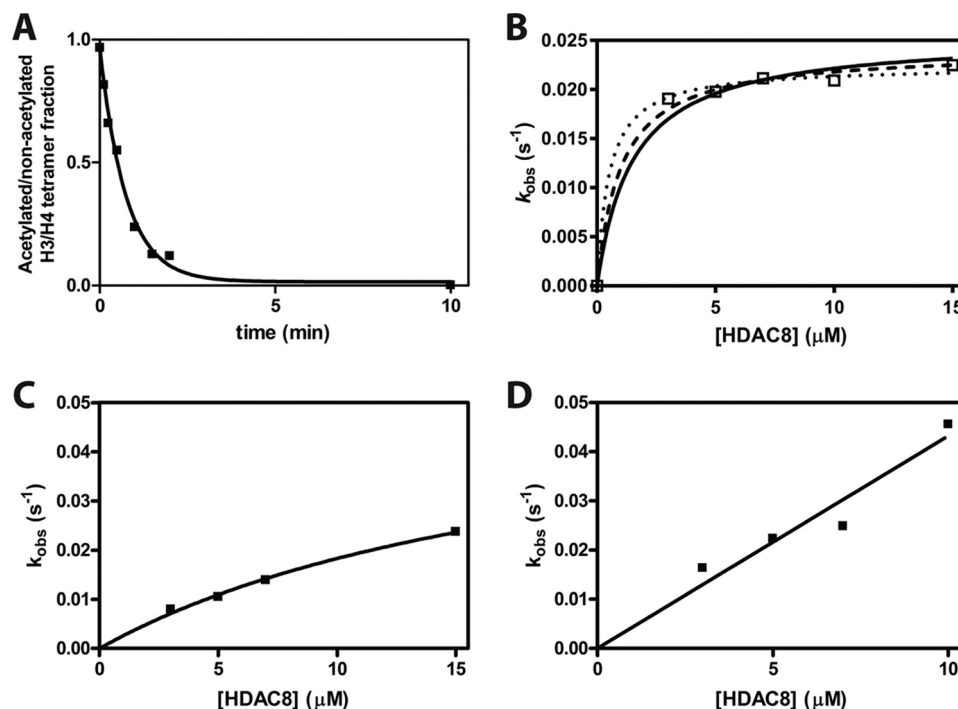 A
Acetylated/non-acetylated
H3/H4 tetramer fraction
1.0
0.5
0.0
0
5
10
time (min)
B
kobs (s-1)
0.025
0.020
0.015
0.010
0.005
0.000
0
5
10
15
[HDAC8] (μM)
C
kobs (s-1)
0.05
0.04
0.03
0.02
0.01
0.00
0
5
10
15
[HDAC8] (μM)
D
kobs (s-1)
0.05
0.04
0.03
0.02
0.01
0.00
0
5
10
[HDAC8] (μM)